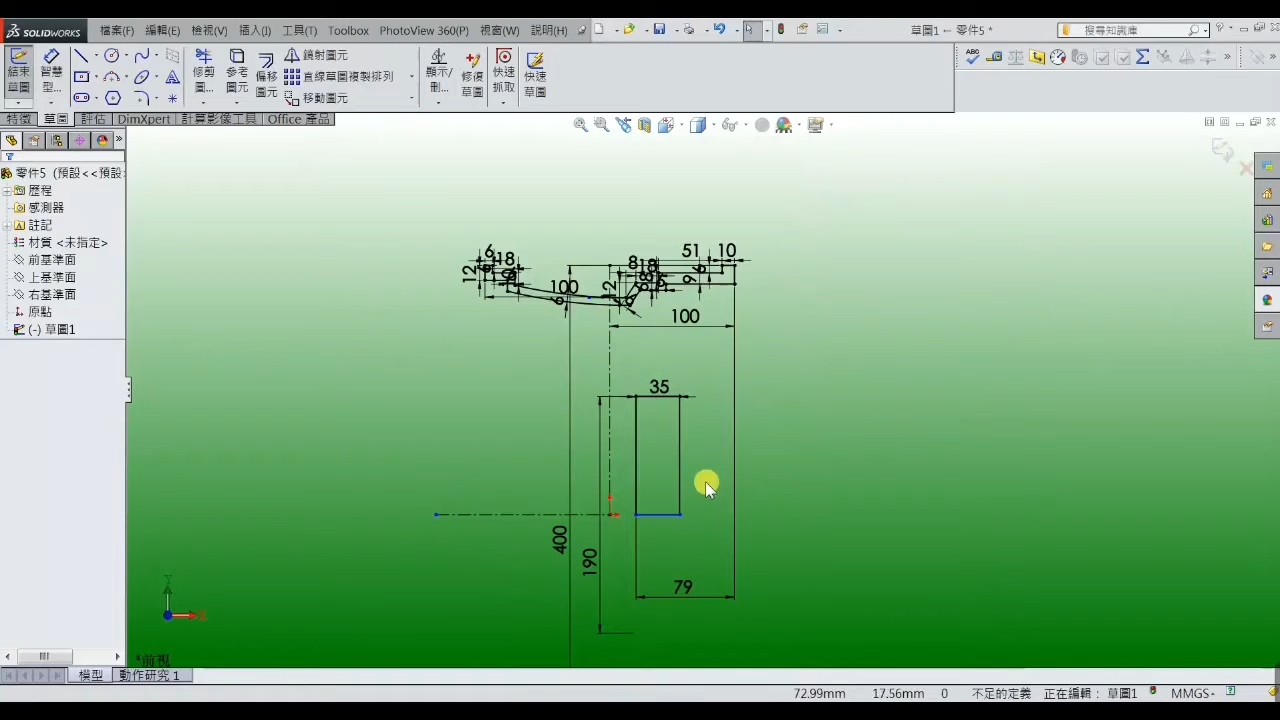 SOLIDWORKS 檔案(F) 編輯(E) 檢視(V) 插入(I) 工具(T) Toolbox PhotoView 360(P) 視窗(W) 說明(H) 草圖1 ← 零件5 * 搜尋知識庫
結束草圖 智慧型... 修剪圖... 參考圖元 偏移圖元 鏡射圖元 直線草圖複製排列 移動圖元 顯示/刪... 修復草圖 快速抓取 快速草圖
特徵 草圖 評估 DimXpert 計算影像工具 Office 產品
零件5 (預設<<預設
歷程
感測器
註記
材質 <未指定>
前基準面
上基準面
右基準面
原點
(-) 草圖1
6 18 12 100 8 18 51 10
12 9 6
100
35
400 190
79
Y
X
*前視
模型 動作研究 1
72.99mm 17.56mm 0 不足的定義 正在編輯： 草圖1 MMGS